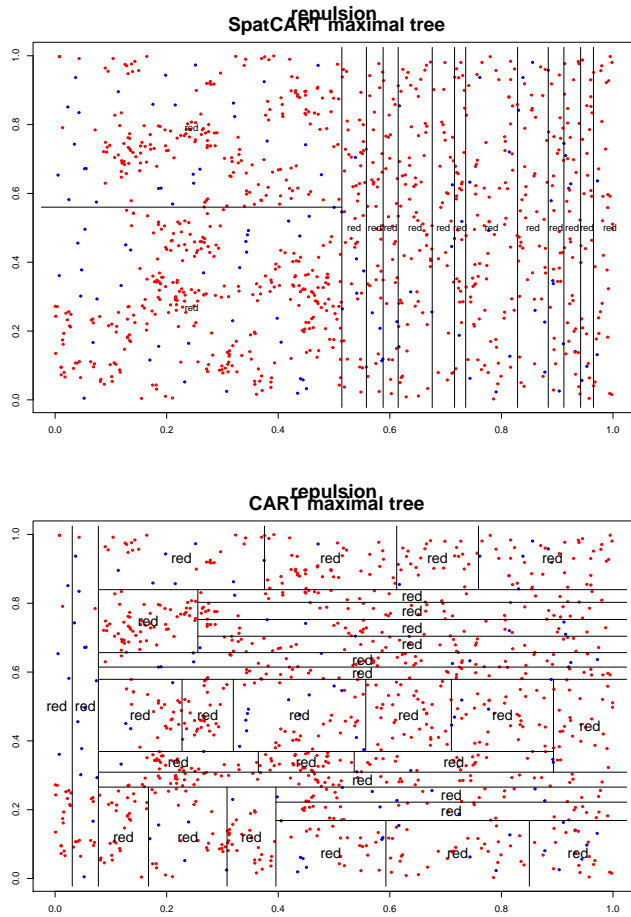 repulsion
SpatCART maximal tree
1.0
0.8
red
0.6
red red red red red red red red red red red red
0.4
red
0.2
0.0
0.0 0.2 0.4 0.6 0.8 1.0
repulsion
CART maximal tree
1.0
red red red red
0.8
red
red
red
red
red
0.6
red
red
red red
red red red red red
red
0.4
red red red
red
red
0.2
red
red red red
red red red
0.0
0.0 0.2 0.4 0.6 0.8 1.0